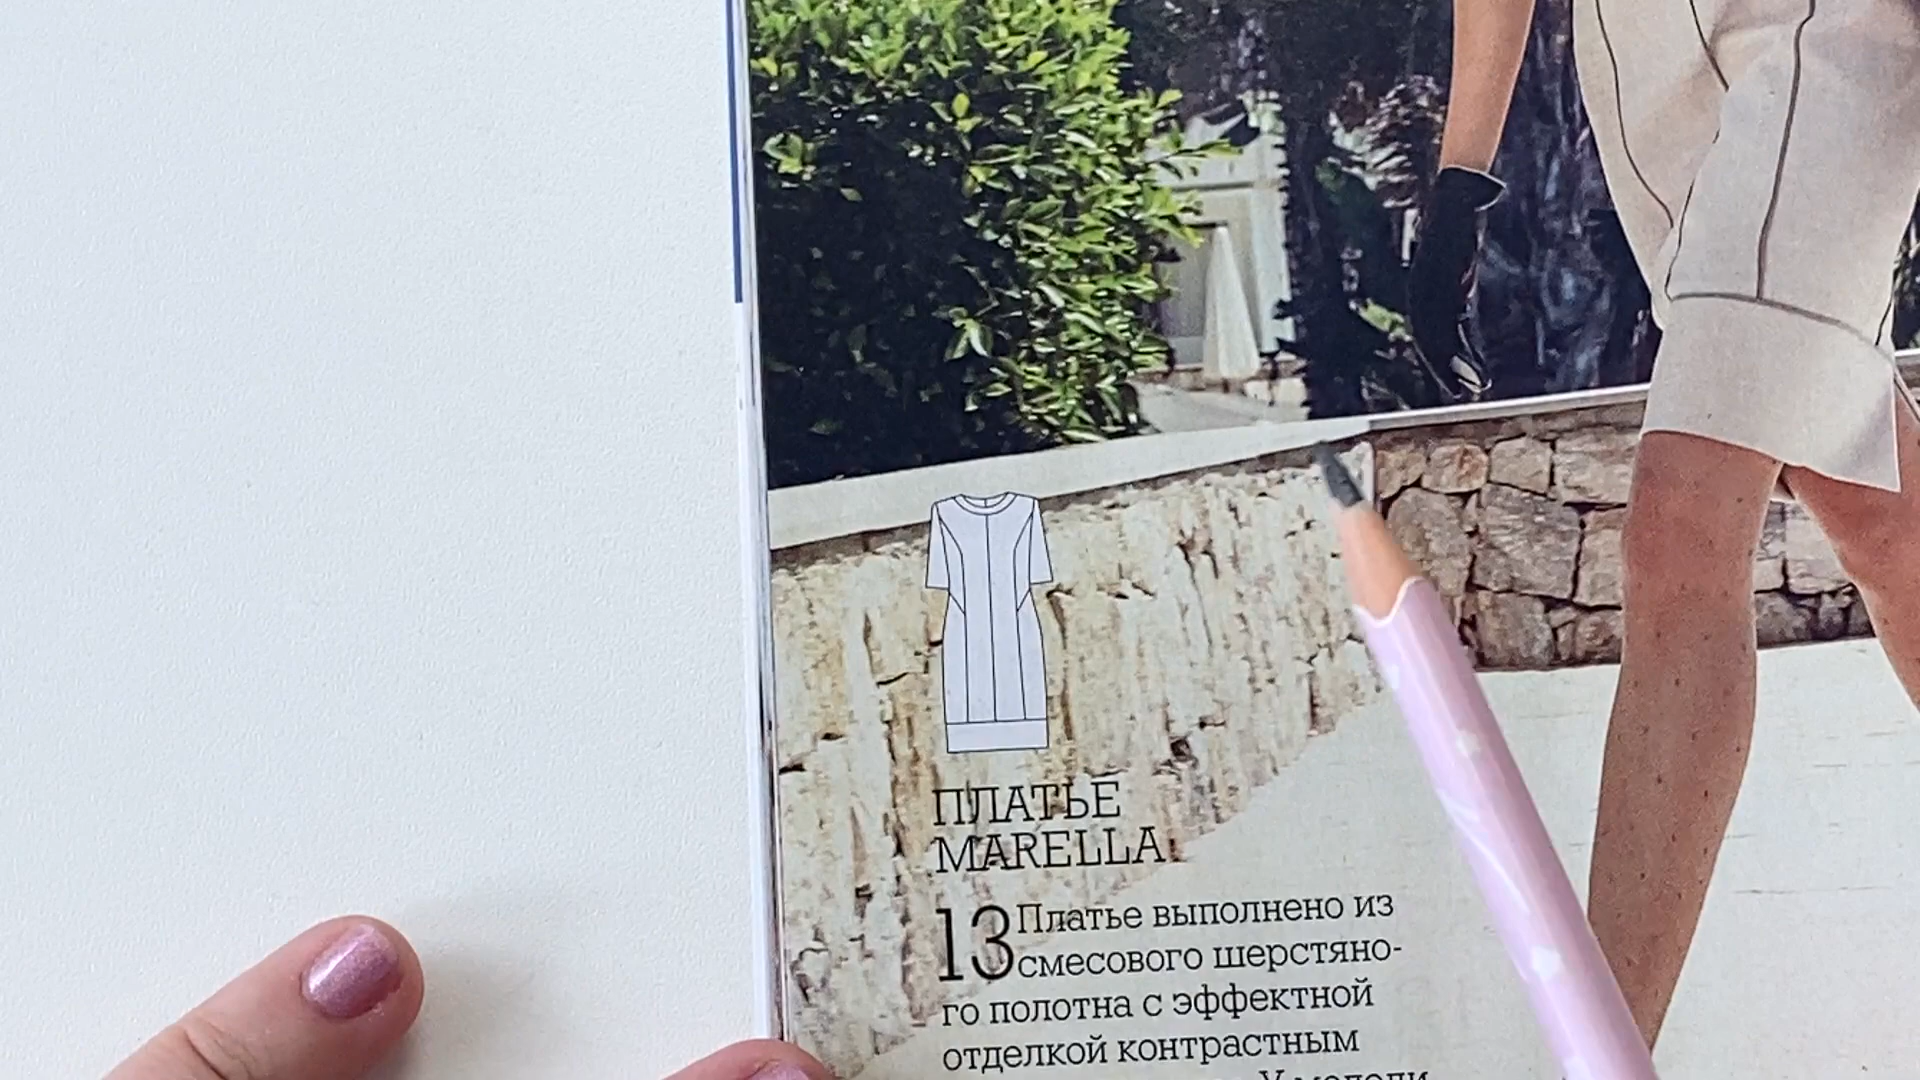 ПЛАТЬЕ
MARELLA
13 Платье выполнено из
смесового шерстяно-
го полотна с эффектной
отделкой контрастным